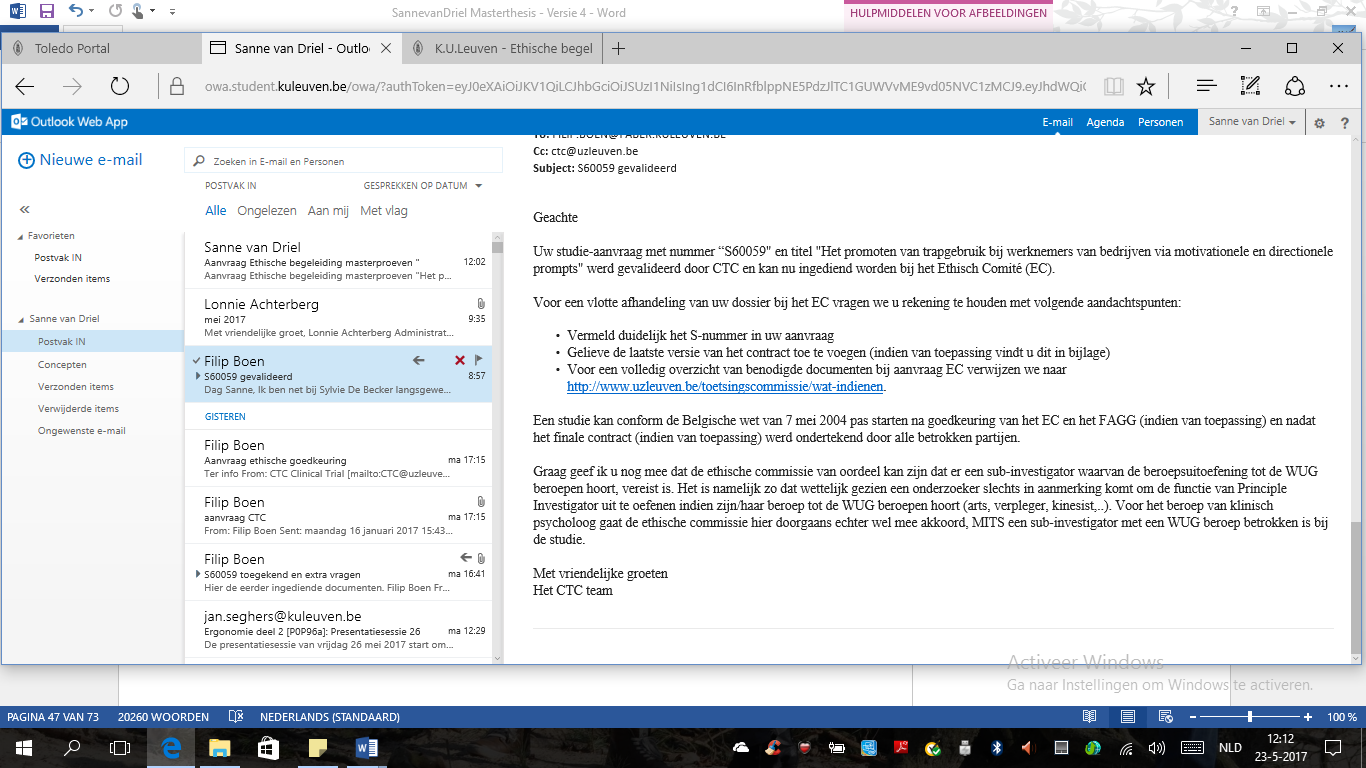 SannevanDriel Masterthesis - Versie 4 - Word
HULPMIDDELEN VOOR AFBEELDINGEN
Toledo Portal
Sanne van Driel - Outlo
K.U.Leuven - Ethische begel
owa.student.kuleuven.be/owa/?authToken=eyJ0eXAiOiJKV1QiLCJhbGciOiJSUzI1NiIsIng1dCI6InRfblppNE5PdzJlTC1GUWVvME9vd05NVC1zMCJ9.eyJhdWQiC
Outlook Web App
E-mail Agenda Personen
Sanne van Driel
Nieuwe e-mail
Zoeken in E-mail en Personen
POSTVAK IN
GESPREKKEN OP DATUM
Alle Ongelezen Aan mij Met vlag
Favorieten
Postvak IN
Verzonden items
Sanne van Driel
Postvak IN
Concepten
Verzonden items
Verwijderde items
Ongewenste e-mail
Sanne van Driel
Aanvraag Ethische begeleiding masterproeven " 12:02
Aanvraag Ethische begeleiding masterproeven "Het p...
Lonnie Achterberg
mei 2017 9:35
Met vriendelijke groet, Lonnie Achterberg Administrat...
Filip Boen
S60059 gevalideerd 8:57
Dag Sanne, Ik ben net bij Sylvie De Becker langsgewe...
GISTEREN
Filip Boen
Aanvraag ethische goedkeuring ma 17:15
Ter info From: CTC Clinical Trial [mailto:CTC@uzleuve...
Filip Boen
aanvraag CTC ma 17:15
From: Filip Boen Sent: maandag 16 januari 2017 15:43...
Filip Boen
S60059 toegekend en extra vragen ma 16:41
Hier de eerder ingediende documenten. Filip Boen Fr...
jan.seghers@kuleuven.be
Ergonomie deel 2 [P0P96a]: Presentatiesessie 26 ma 12:29
De presentatiesessie van vrijdag 26 mei 2017 start om...
To: FILIP.BOEN@FABER.KULEUVEN.BE
Cc: ctc@uzleuven.be
Subject: S60059 gevalideerd
Geachte
Uw studie-aanvraag met nummer “S60059" en titel "Het promoten van trapgebruik bij werknemers van bedrijven via motivationele en directionele
prompts" werd gevalideerd door CTC en kan nu ingediend worden bij het Ethisch Comité (EC).
Voor een vlotte afhandeling van uw dossier bij het EC vragen we u rekening te houden met volgende aandachtspunten:
• Vermeld duidelijk het S-nummer in uw aanvraag
• Gelieve de laatste versie van het contract toe te voegen (indien van toepassing vindt u dit in bijlage)
• Voor een volledig overzicht van benodigde documenten bij aanvraag EC verwijzen we naar
http://www.uzleuven.be/toetsingscommissie/wat-indienen.
Een studie kan conform de Belgische wet van 7 mei 2004 pas starten na goedkeuring van het EC en het FAGG (indien van toepassing) en nadat
het finale contract (indien van toepassing) werd ondertekend door alle betrokken partijen.
Graag geef ik u nog mee dat de ethische commissie van oordeel kan zijn dat er een sub-investigator waarvan de beroepsuitoefening tot de WUG
beroepen hoort, vereist is. Het is namelijk zo dat wettelijk gezien een onderzoeker slechts in aanmerking komt om de functie van Principle
Investigator uit te oefenen indien zijn/haar beroep tot de WUG beroepen hoort (arts, verpleger, kinesist,..). Voor het beroep van klinisch
psycholoog gaat de ethische commissie hier doorgaans echter wel mee akkoord, MITS een sub-investigator met een WUG beroep betrokken is bij
de studie.
Met vriendelijke groeten
Het CTC team
Activeer Windows
Ga naar Instellingen om Windows te activeren.
PAGINA 47 VAN 73 20260 WOORDEN NEDERLANDS (STANDAARD) 100 %
NLD
12:12
23-5-2017